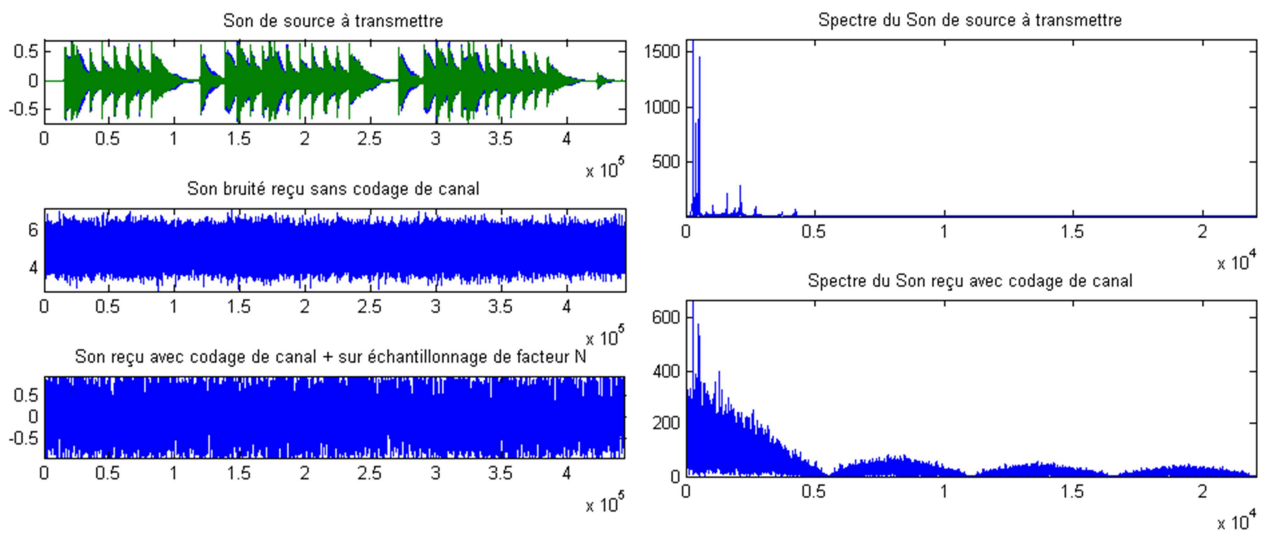 Son de source à transmettre
0.5
0
-0.5
0 0.5 1 1.5 2 2.5 3 3.5 4
x 10^5
Son bruité reçu sans codage de canal
6
4
0 0.5 1 1.5 2 2.5 3 3.5 4
x 10^5
Son reçu avec codage de canal + sur échantillonnage de facteur N
0.5
0
-0.5
0 0.5 1 1.5 2 2.5 3 3.5 4
x 10^5
Spectre du Son de source à transmettre
1500
1000
500
0 0.5 1 1.5 2
x 10^4
Spectre du Son reçu avec codage de canal
600
400
200
0
0 0.5 1 1.5 2
x 10^4